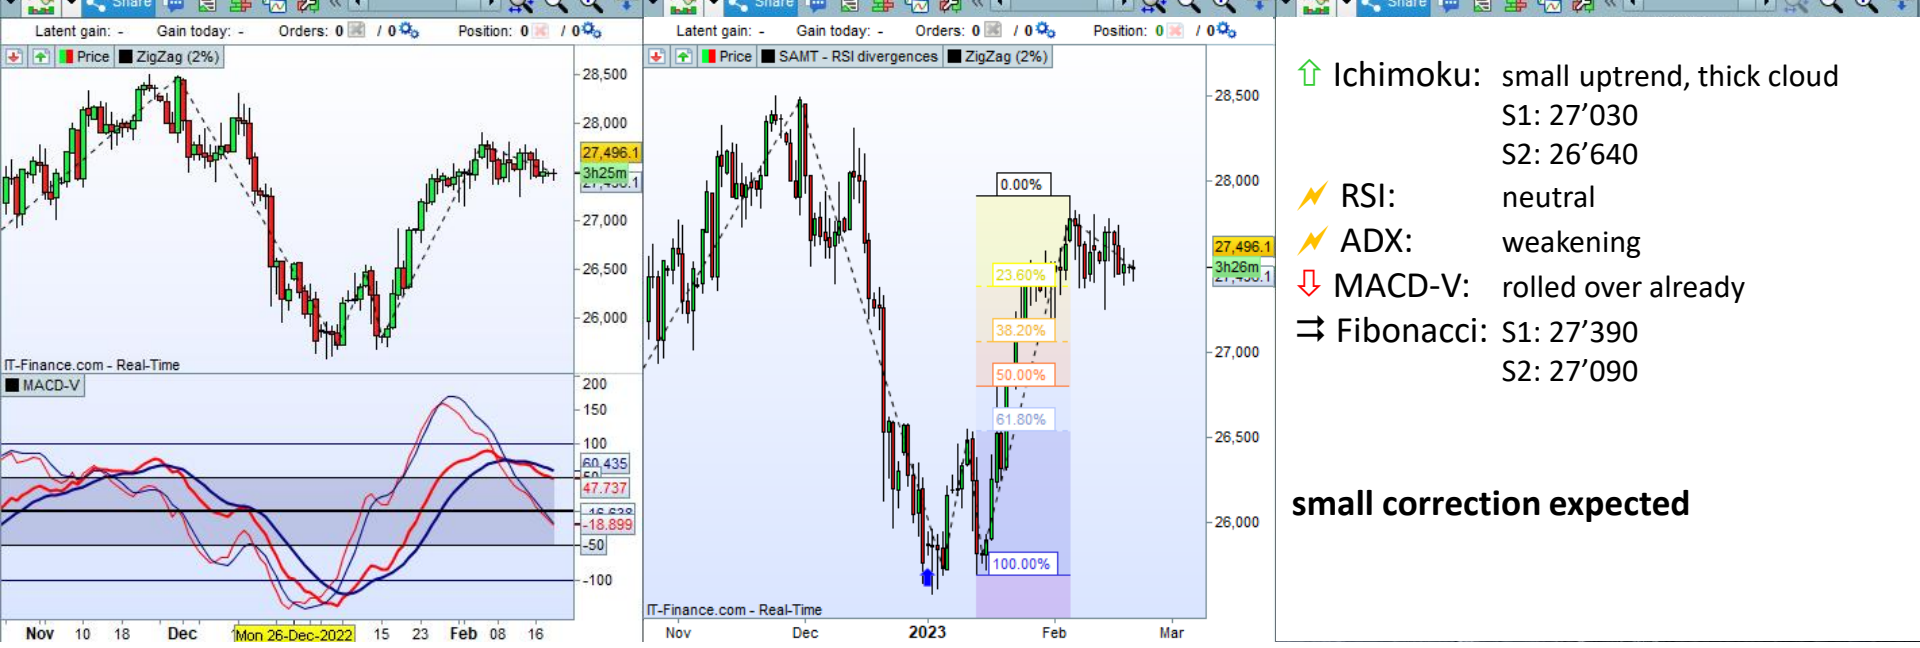 Share
Share
Share
Latent gain: - Gain today: - Orders: 0 / 0 Position: 0 / 0
Price ZigZag (2%)
28,500
28,000
27,496.1
3h25m
27,000
26,500
26,000
IT-Finance.com - Real-Time
MACD-V
200
150
100
60,435
47.737
-18.899
-50
-100
Nov 10 18 Dec Mon 26-Dec-2022 15 23 Feb 08 16
Latent gain: - Gain today: - Orders: 0 / 0 Position: 0 / 0
Price SAMT - RSI divergences ZigZag (2%)
28,500
28,000
27,496.1
3h26m
27,000
26,500
26,000
0.00%
23.60%
38.20%
50.00%
61.80%
100.00%
IT-Finance.com - Real-Time
Nov Dec 2023 Feb Mar
⇧ Ichimoku: small uptrend, thick cloud
S1: 27’030
S2: 26’640
RSI: neutral
ADX: weakening
⇩ MACD-V: rolled over already
⇉ Fibonacci: S1: 27’390
S2: 27’090
small correction expected